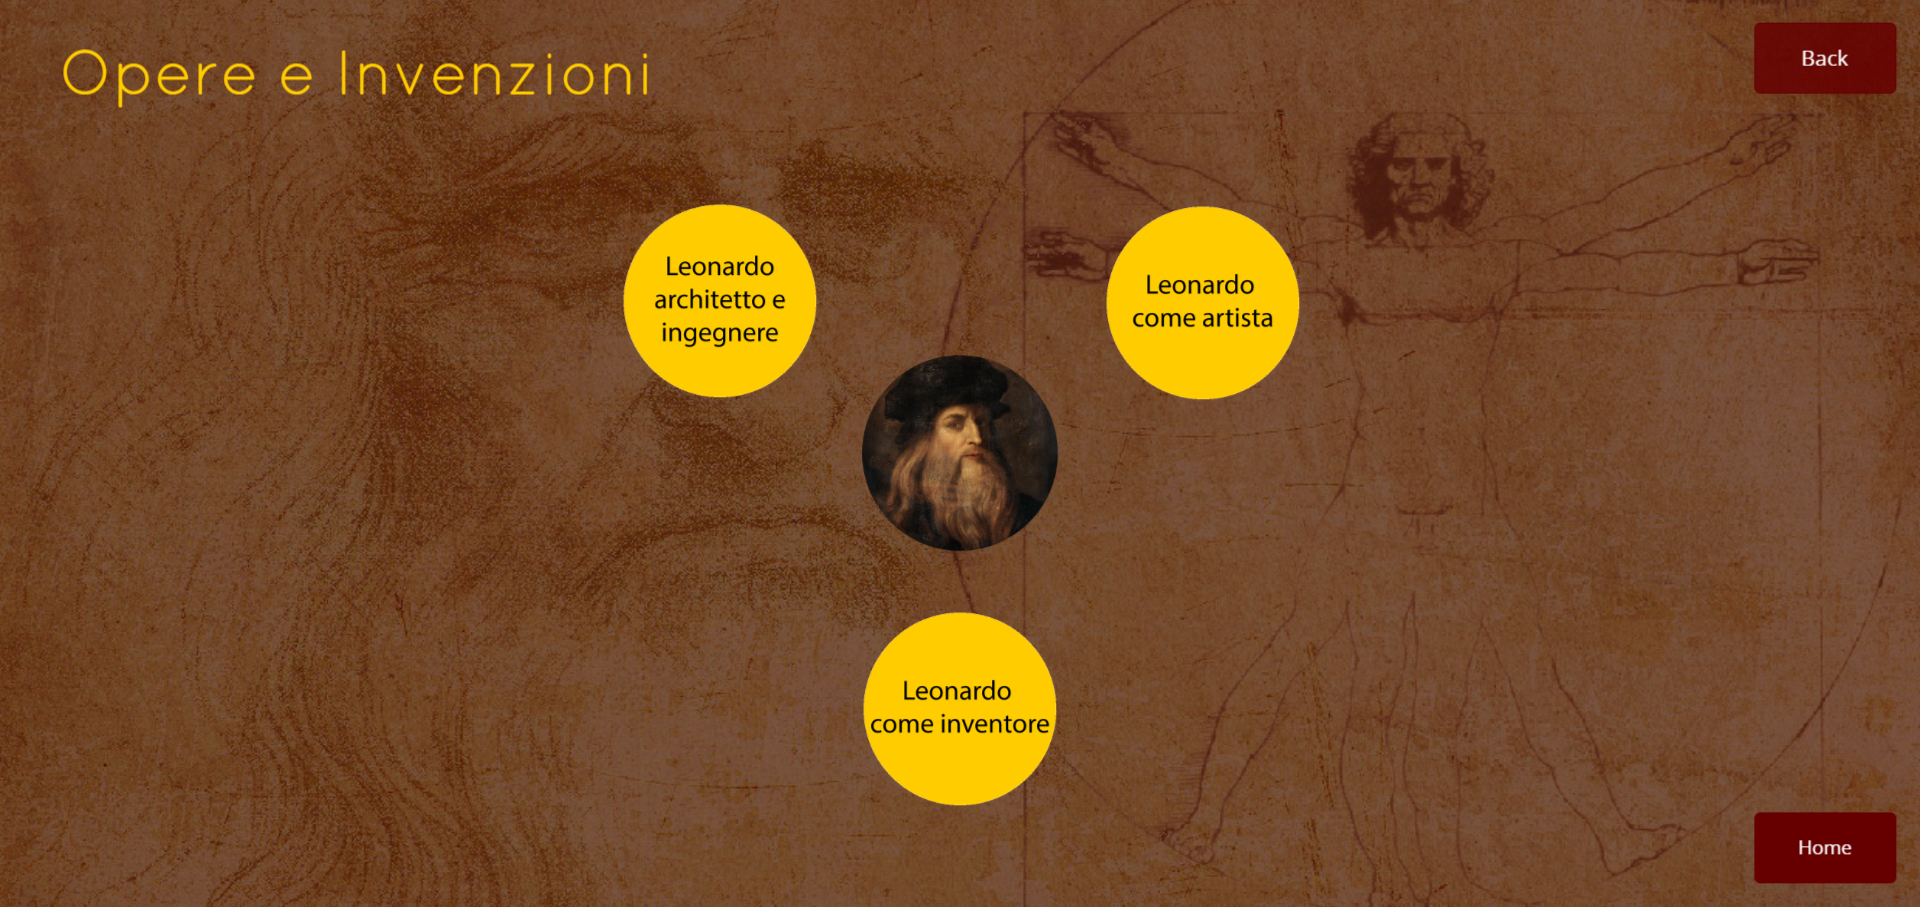 Opere e Invenzioni
Back
Leonardo
architetto e
ingegnere
Leonardo
come artista
Leonardo
come inventore
Home